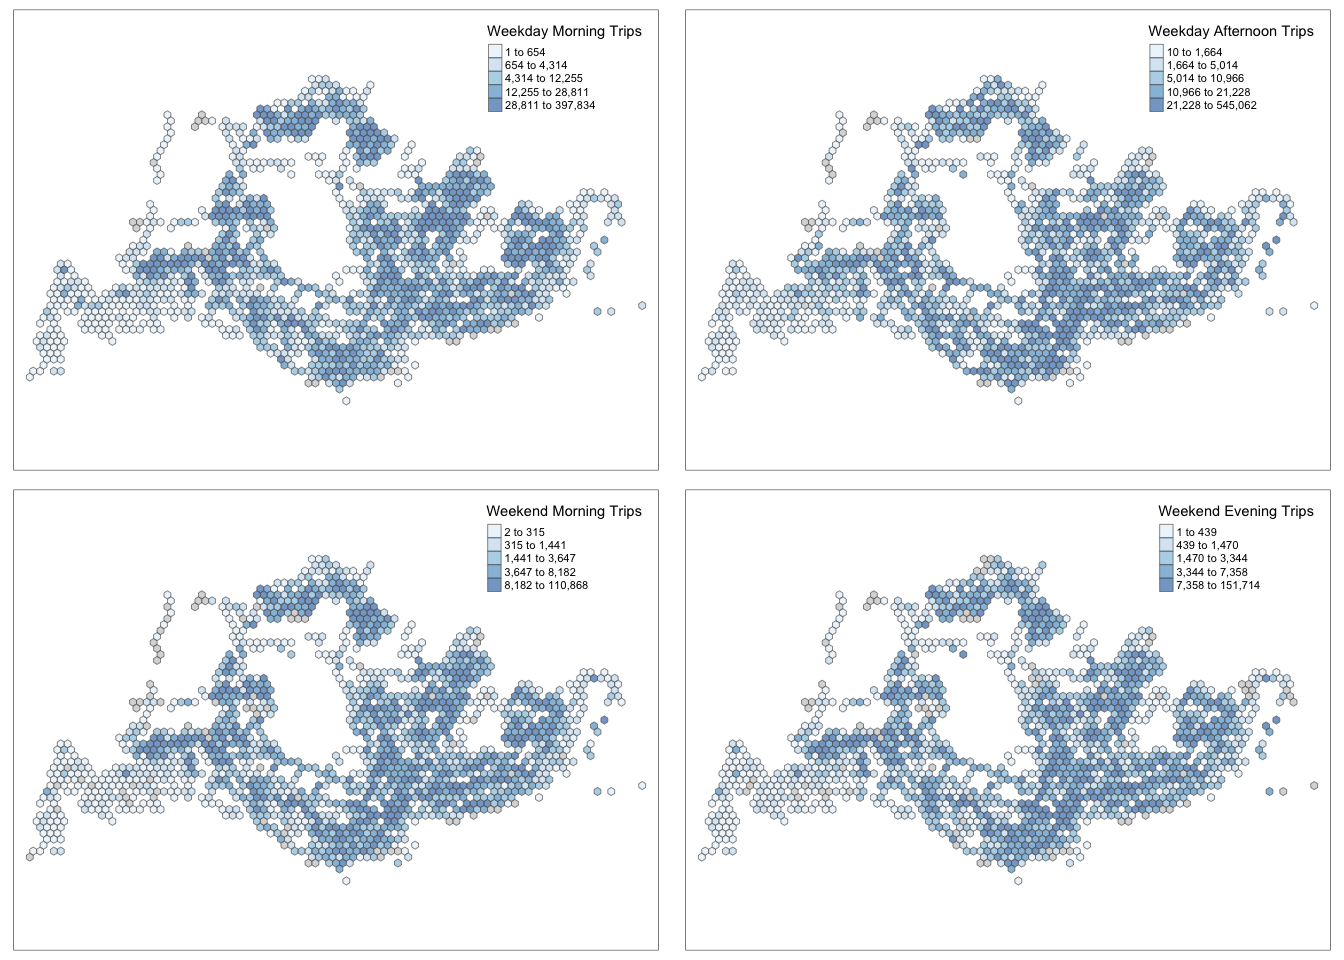 Weekday Morning Trips
1 to 654
654 to 4,314
4,314 to 12,255
12,255 to 28,811
28,811 to 397,834
Weekday Afternoon Trips
10 to 1,664
1,664 to 5,014
5,014 to 10,966
10,966 to 21,228
21,228 to 545,062
Weekend Morning Trips
2 to 315
315 to 1,441
1,441 to 3,647
3,647 to 8,182
8,182 to 110,868
Weekend Evening Trips
1 to 439
439 to 1,470
1,470 to 3,344
3,344 to 7,358
7,358 to 151,714